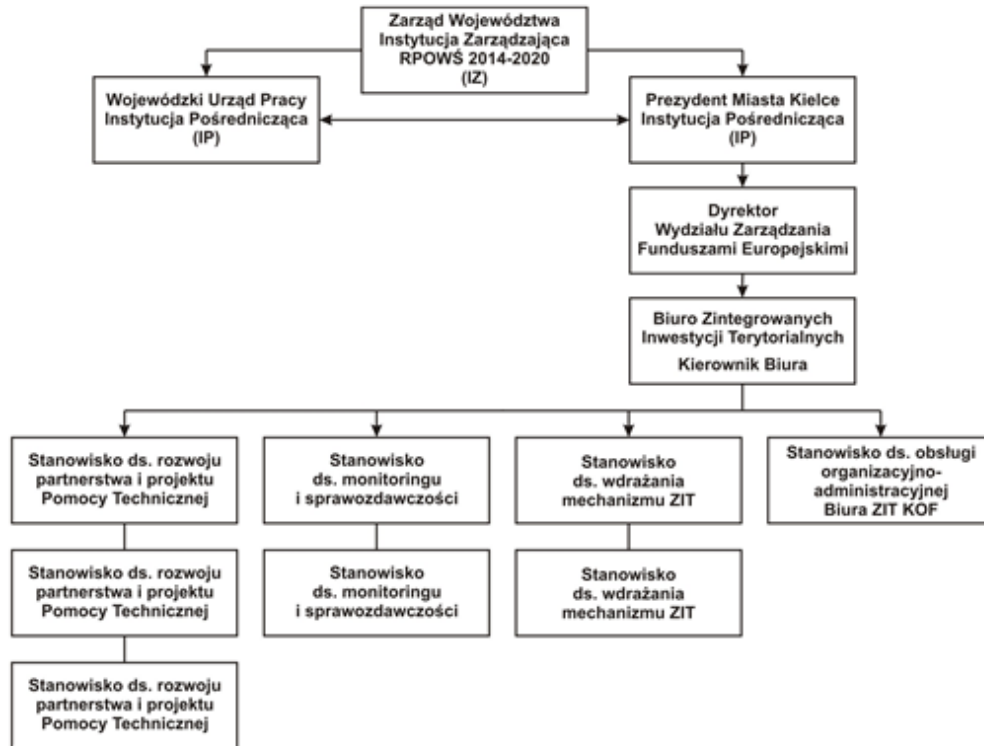 Zarząd Województwa
Instytucja Zarządzająca
RPOWŚ 2014-2020
(IZ)
Wojewódzki Urząd Pracy
Instytucja Pośrednicząca
(IP)
Prezydent Miasta Kielce
Instytucja Pośrednicząca
(IP)
Dyrektor
Wydziału Zarządzania
Funduszami Europejskimi
Biuro Zintegrowanych
Inwestycji Terytorialnych
Kierownik Biura
Stanowisko ds. rozwoju
partnerstwa i projektu
Pomocy Technicznej
Stanowisko
ds. monitoringu
i sprawozdawczości
Stanowisko
ds. wdrażania
mechanizmu ZIT
Stanowisko ds. obsługi
organizacyjno-
administracyjnej
Biura ZIT KOF
Stanowisko ds. rozwoju
partnerstwa i projektu
Pomocy Technicznej
Stanowisko
ds. monitoringu
i sprawozdawczości
Stanowisko
ds. wdrażania
mechanizmu ZIT
Stanowisko ds. rozwoju
partnerstwa i projektu
Pomocy Technicznej